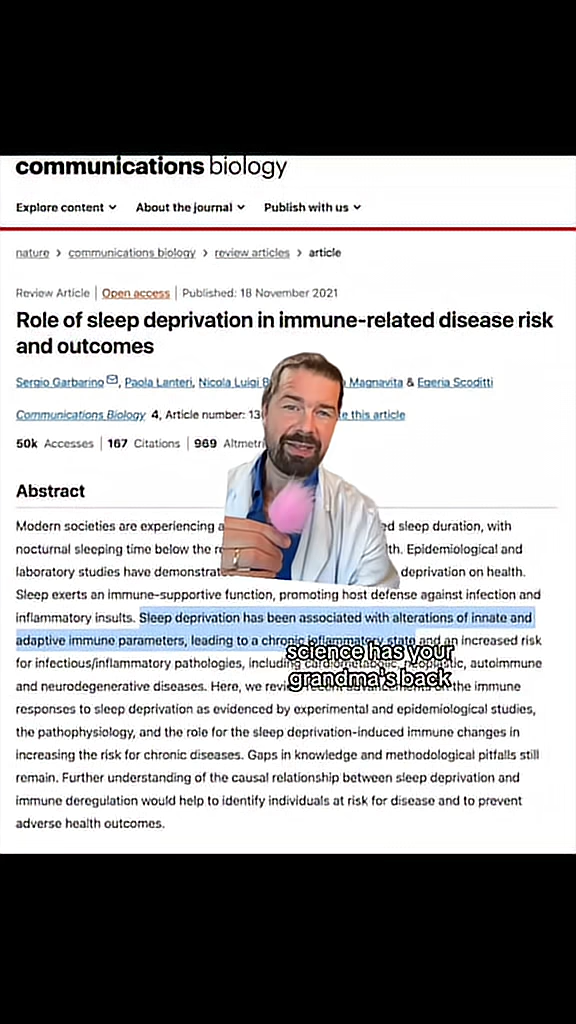 communications biology
Explore content About the journal Publish with us
nature > communications biology > review articles > article
Review Article | Open access | Published: 18 November 2021
Role of sleep deprivation in immune-related disease risk
and outcomes
Sergio Garbarino, Paola Lanteri, Nicola Luigi Magnavita & Egeria Scoditti
Communications Biology 4, Article number: this article
50k Accesses | 167 Citations | 969
Abstract
Modern societies are experiencing sleep duration, with
nocturnal sleeping time below the Epidemiological and
laboratory studies have deprivation on health.
Sleep exerts an immune-supportive function, promoting host defense against infection and
inflammatory insults. Sleep deprivation has been associated with alterations of innate and
adaptive immune parameters, leading to a chronic inflammatory state and an increased risk
for infectious/inflammatory pathologies, including cardiometabolic, neoplastic, autoimmune
science has your
and neurodegenerative diseases. Here, we the immune
grandma's back
responses to sleep deprivation as evidenced by experimental and epidemiological studies,
the pathophysiology, and the role for the sleep deprivation-induced immune changes in
increasing the risk for chronic diseases. Gaps in knowledge and methodological pitfalls still
remain. Further understanding of the causal relationship between sleep deprivation and
immune deregulation would help to identify individuals at risk for disease and to prevent
adverse health outcomes.